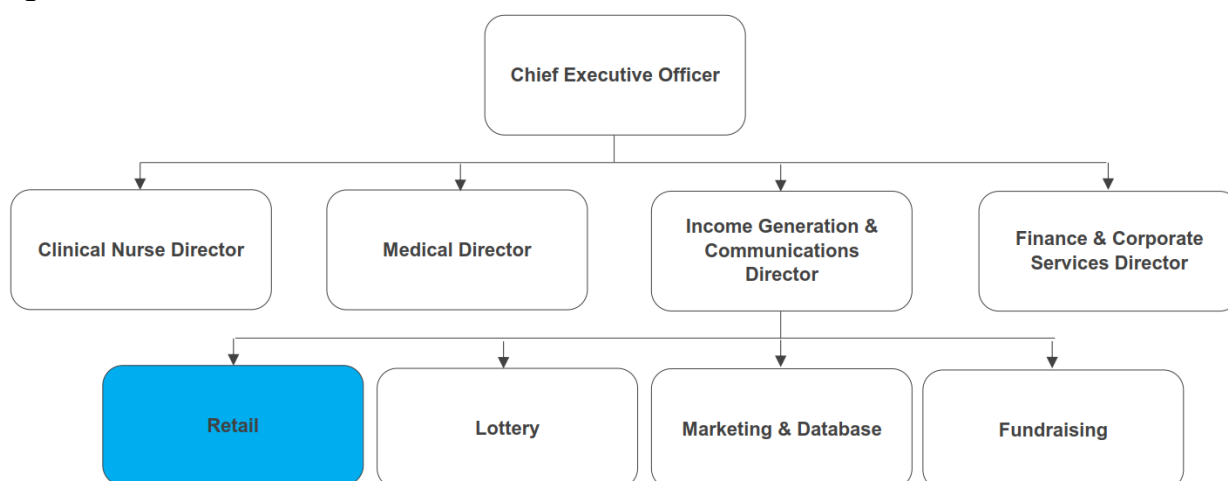 Chief Executive Officer
Clinical Nurse Director
Medical Director
Income Generation &
Communications
Director
Finance & Corporate
Services Director
Retail
Lottery
Marketing & Database
Fundraising